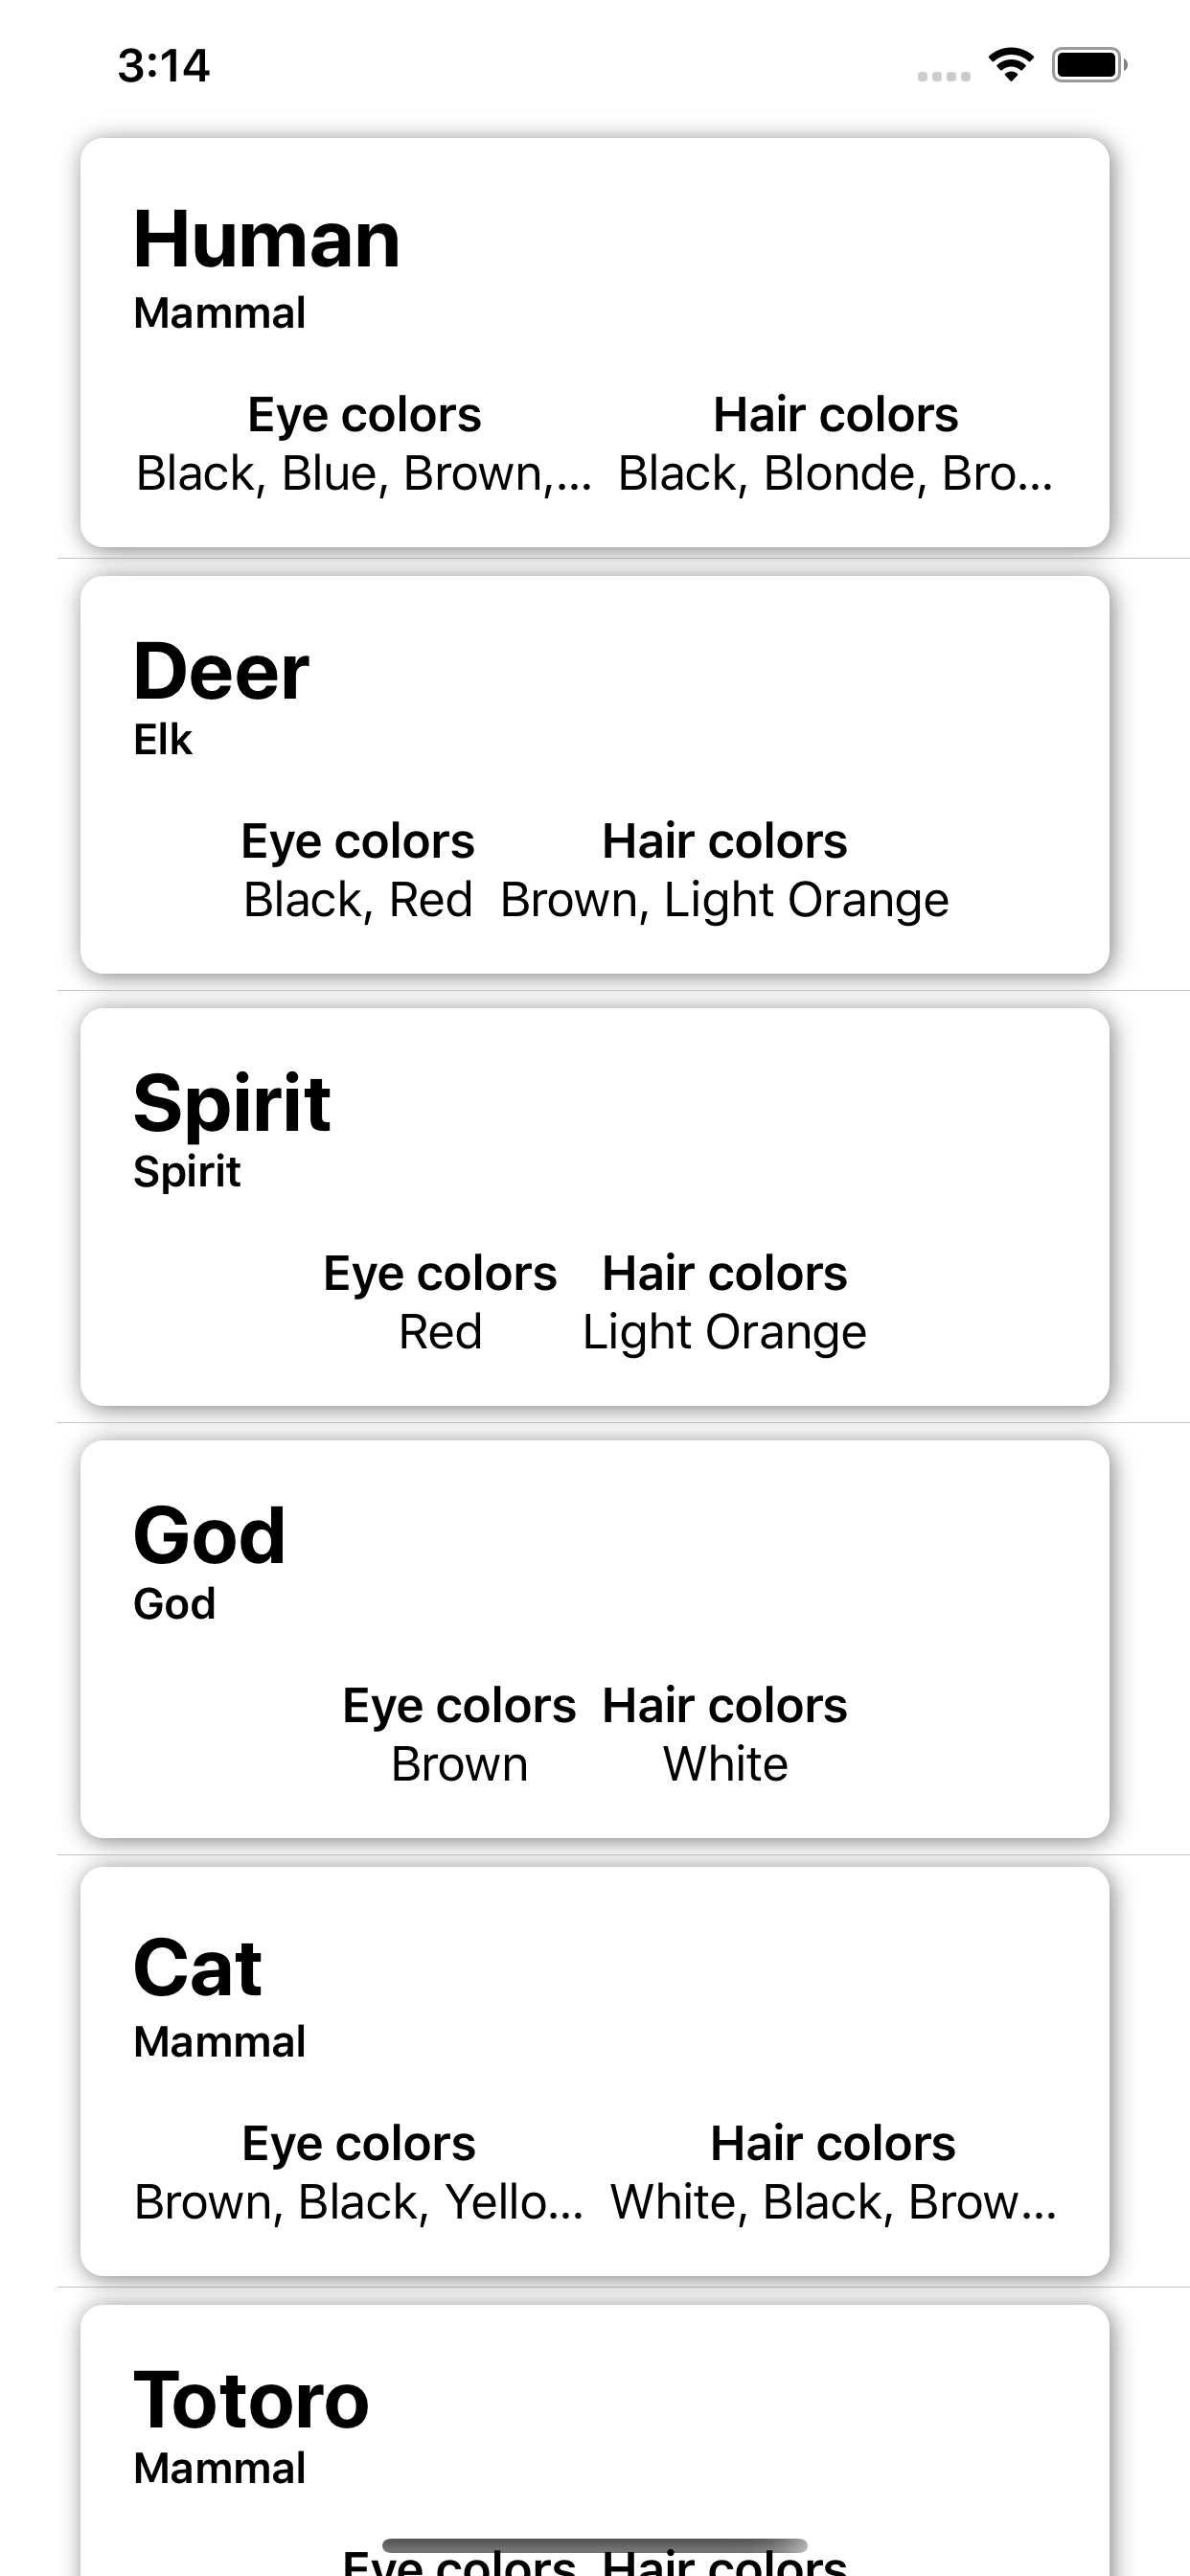 3:14
Human
Mammal
Eye colors Hair colors
Black, Blue, Brown,... Black, Blonde, Bro...
Deer
Elk
Eye colors Hair colors
Black, Red Brown, Light Orange
Spirit
Spirit
Eye colors Hair colors
Red Light Orange
God
God
Eye colors Hair colors
Brown White
Cat
Mammal
Eye colors Hair colors
Brown, Black, Yello... White, Black, Brow...
Totoro
Mammal
Eye colors Hair colors